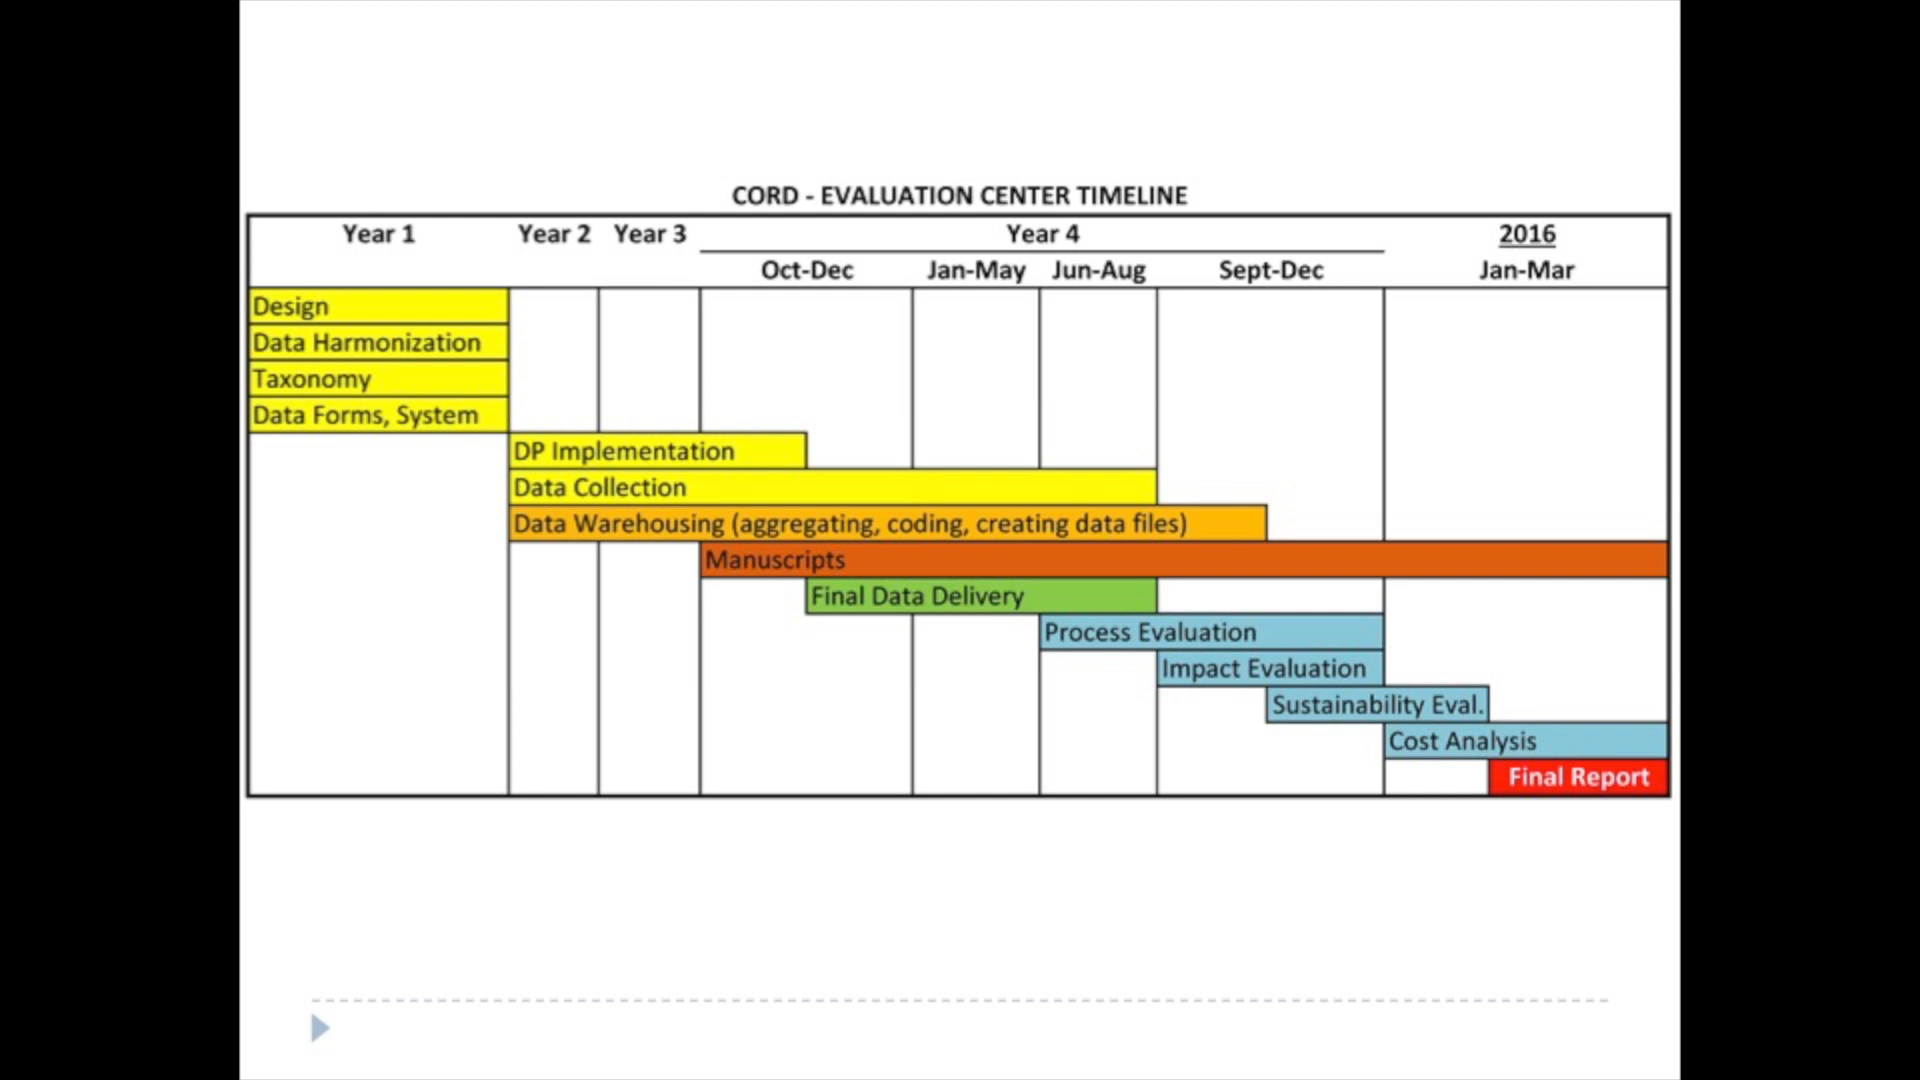 CORD - EVALUATION CENTER TIMELINE
Year 1 Year 2 Year 3 Year 4 2016
Oct-Dec Jan-May Jun-Aug Sept-Dec Jan-Mar
Design
Data Harmonization
Taxonomy
Data Forms, System
DP Implementation
Data Collection
Data Warehousing (aggregating, coding, creating data files)
Manuscripts
Final Data Delivery
Process Evaluation
Impact Evaluation
Sustainability Eval.
Cost Analysis
Final Report